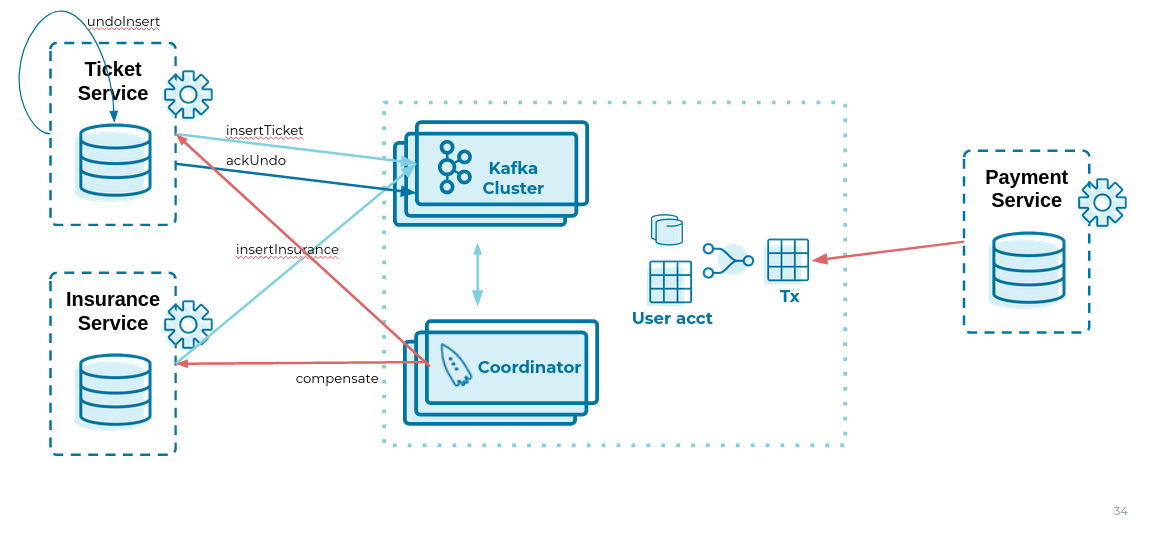 undoInsert
Ticket
Service
insertTicket
ackUndo
Kafka
Cluster
Payment
Service
insertInsurance
Insurance
Service
Tx
User acct
Coordinator
compensate
34